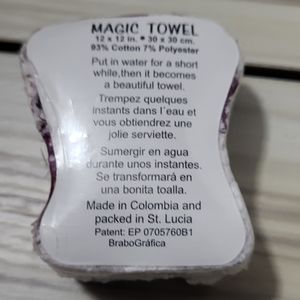 MAGIC TOWEL
12 x 12 in. • 30 x 30 cm.
93% Cotton 7% Polyester
Put in water for a short
while,then it becomes
a beautiful towel.
Trempez quelques
instants dans l'eau et
vous obtiendrez une
jolie serviette.
Sumergir en agua
durante unos instantes.
Se transformará en
una bonita toalla.
Made in Colombia and
packed in St. Lucia
Patent: EP 0705760B1
BraboGráfica